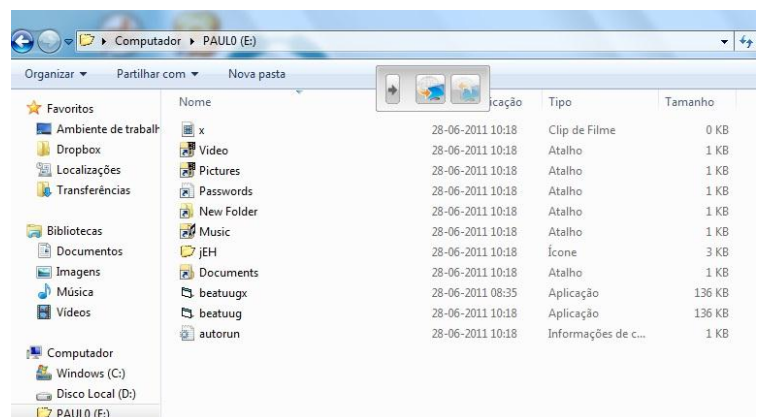 Computador ▸ PAUL0 (E:)
Organizar Partilhar com Nova pasta
Favoritos
Ambiente de trabalh
Dropbox
Localizações
Transferências
Bibliotecas
Documentos
Imagens
Música
Vídeos
Computador
Windows (C:)
Disco Local (D:)
PAUL0 (E:)
Nome icação Tipo Tamanho
x 28-06-2011 10:18 Clip de Filme 0 KB
Video 28-06-2011 10:18 Atalho 1 KB
Pictures 28-06-2011 10:18 Atalho 1 KB
Passwords 28-06-2011 10:18 Atalho 1 KB
New Folder 28-06-2011 10:18 Atalho 1 KB
Music 28-06-2011 10:18 Atalho 1 KB
jEH 28-06-2011 10:18 Ícone 3 KB
Documents 28-06-2011 10:18 Atalho 1 KB
beatuugx 28-06-2011 08:35 Aplicação 136 KB
beatuug 28-06-2011 10:18 Aplicação 136 KB
autorun 28-06-2011 10:18 Informações de c... 1 KB